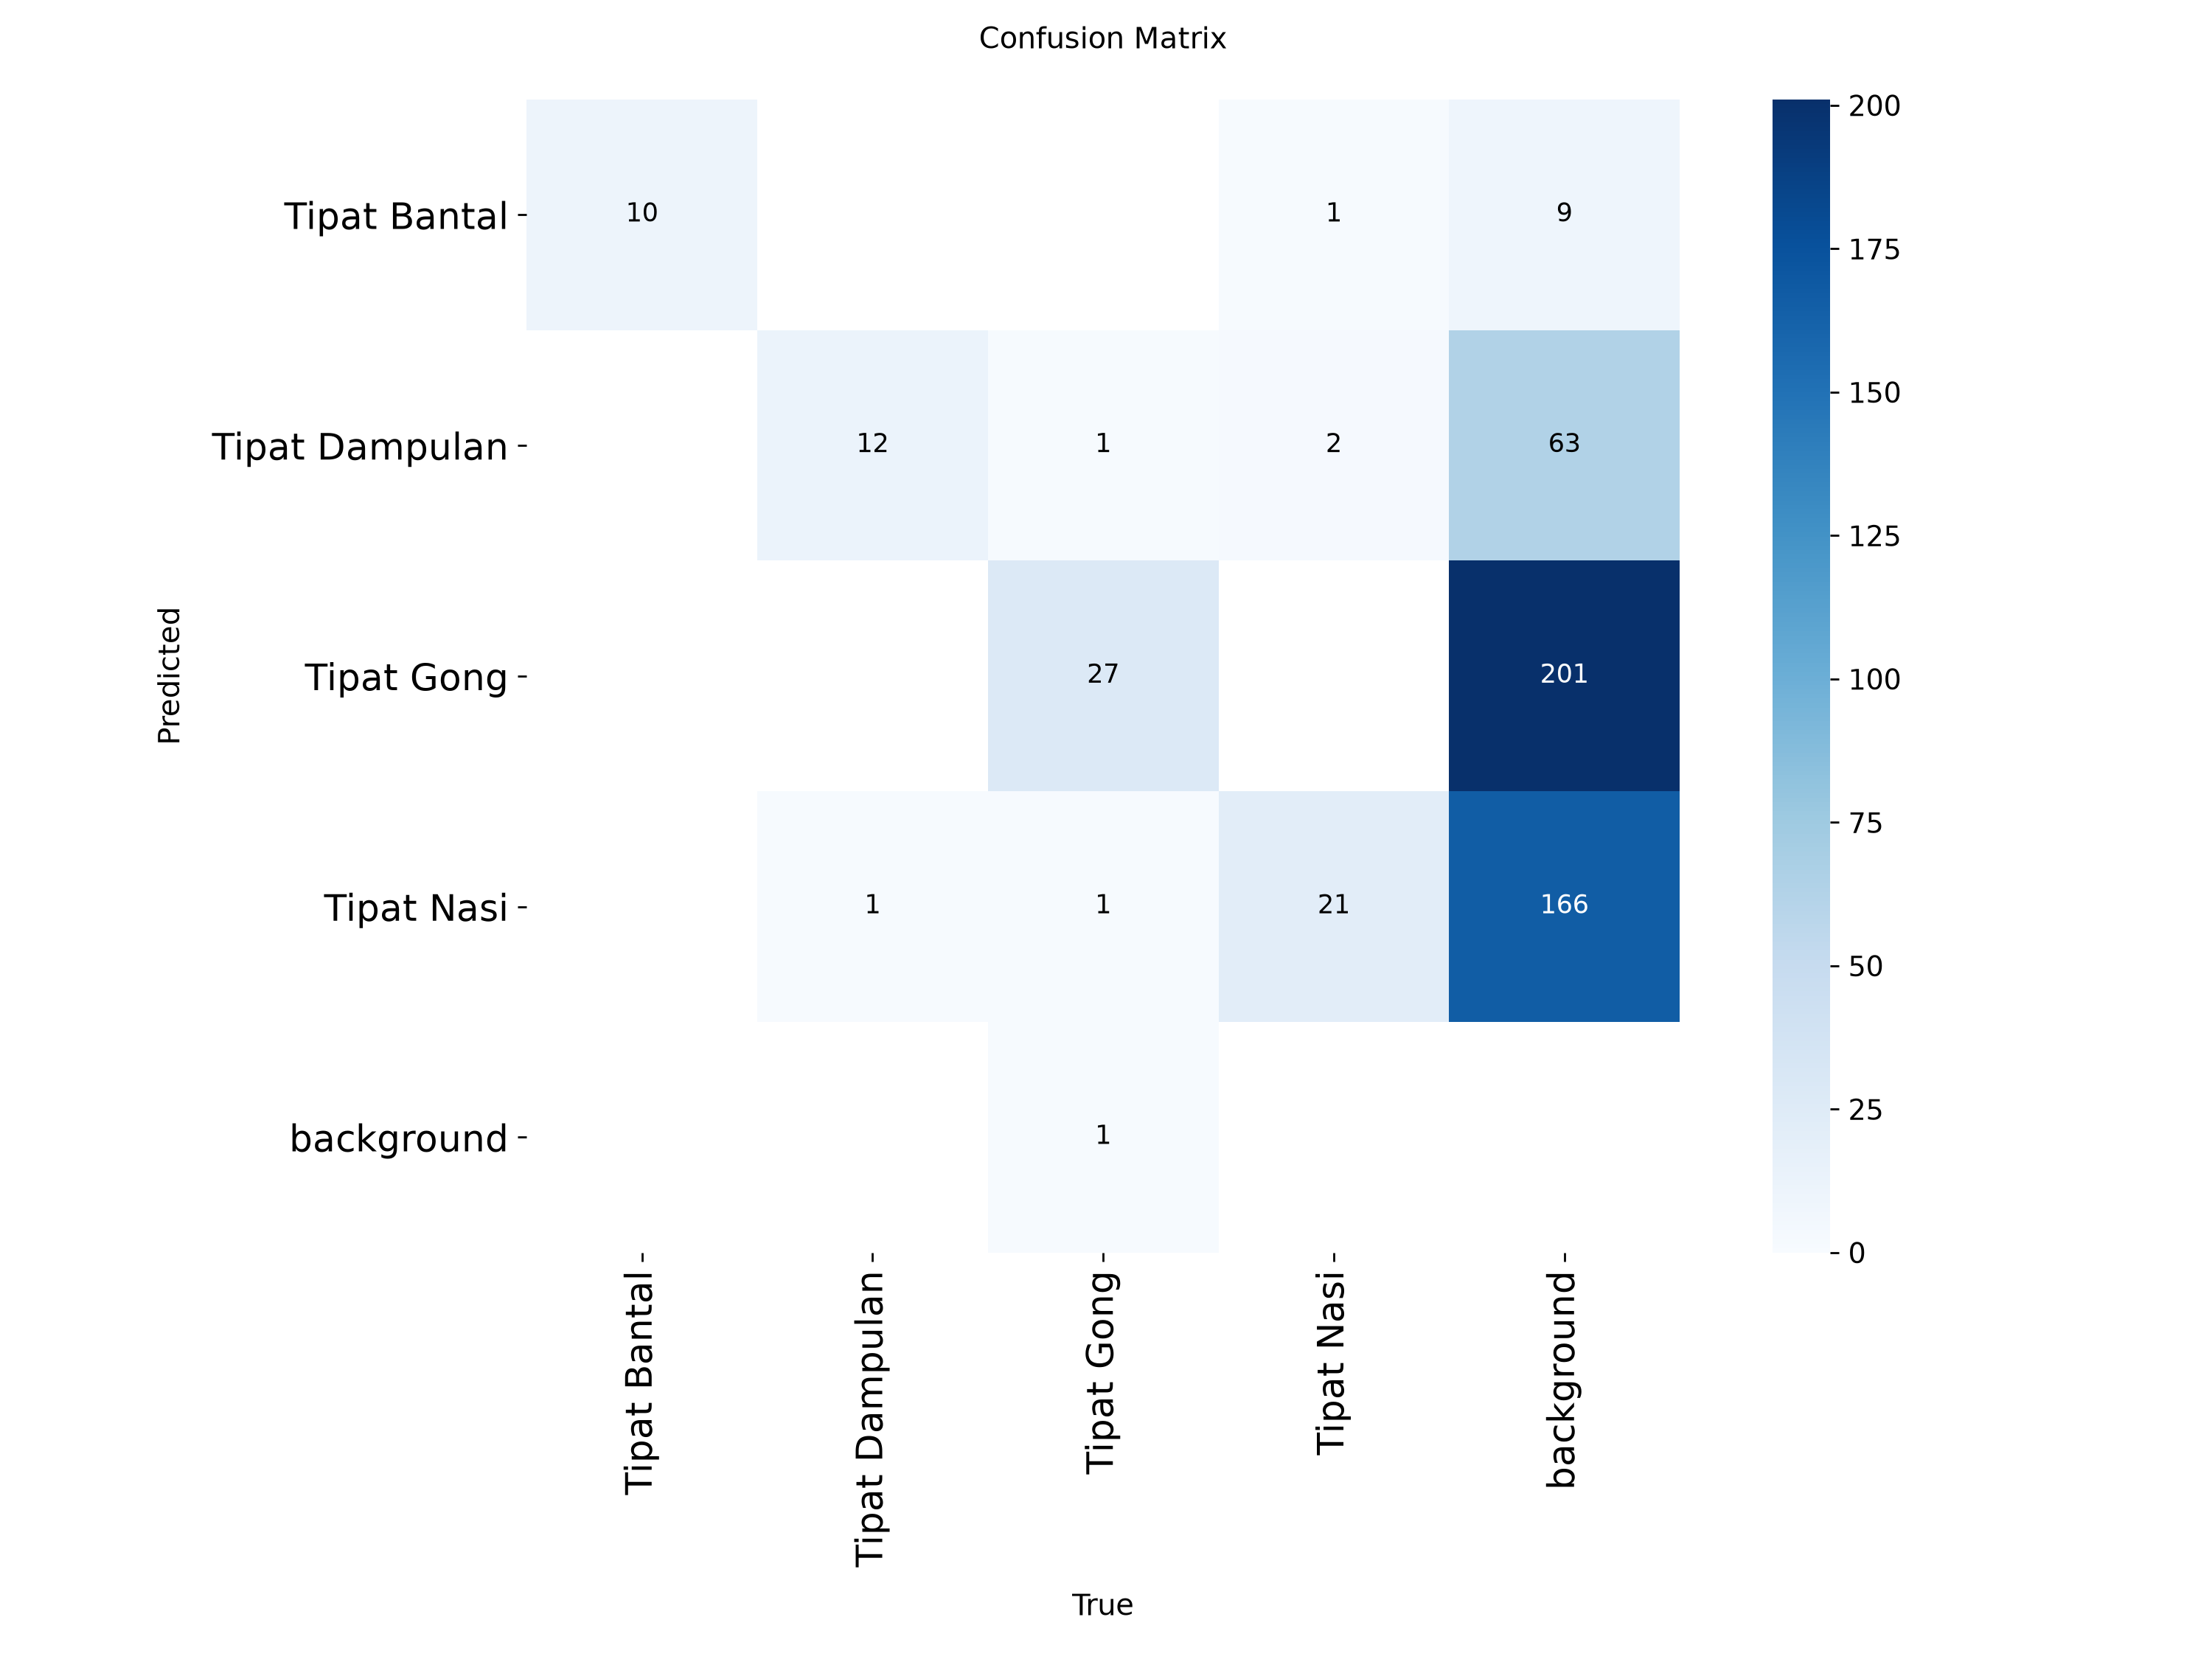 Confusion Matrix
Tipat Bantal
10
1
9
Tipat Dampulan
12
1
2
63
Tipat Gong
27
201
Tipat Nasi
1
1
21
166
background
1
Predicted
Tipat Bantal
Tipat Dampulan
Tipat Gong
Tipat Nasi
background
True
200
175
150
125
100
75
50
25
0